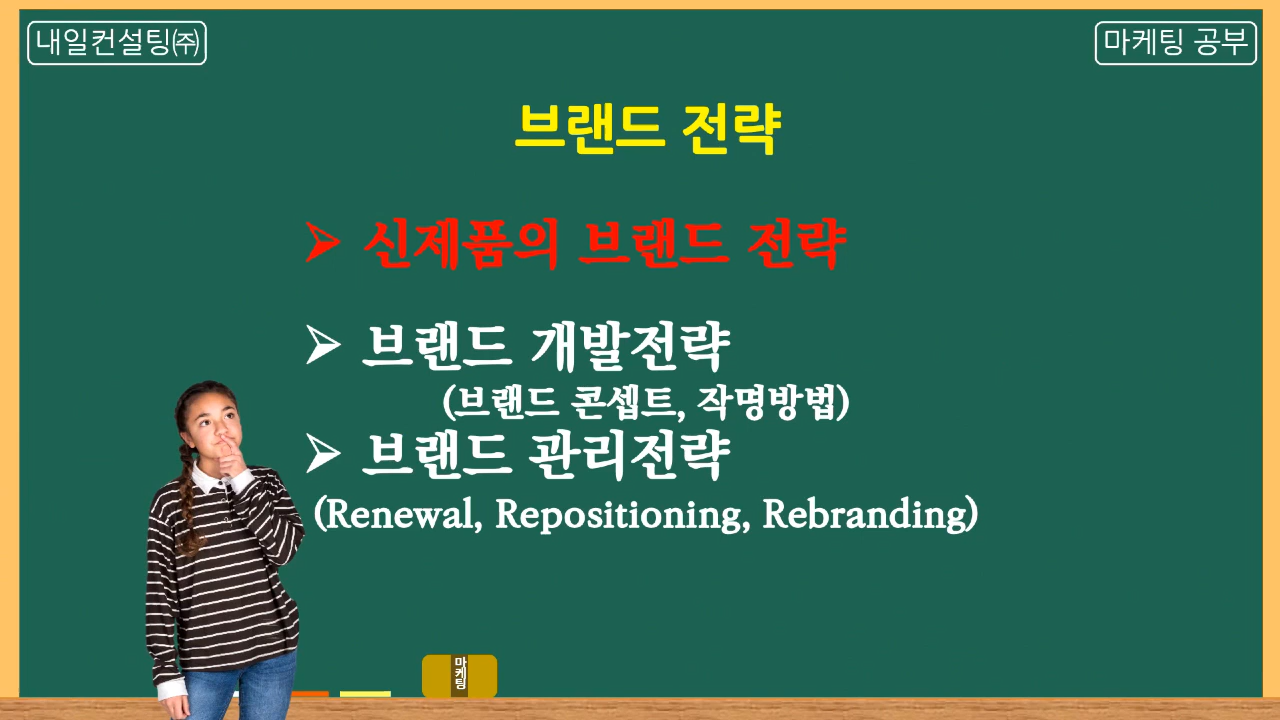 내일컨설팅㈜
마케팅 공부
브랜드 전략
➢ 신제품의 브랜드 전략
➢ 브랜드 개발전략
(브랜드 콘셉트, 작명방법)
➢ 브랜드 관리전략
(Renewal, Repositioning, Rebranding)
마케팅